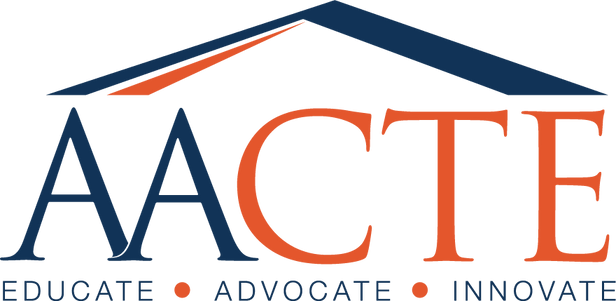 AACTE
EDUCATE • ADVOCATE • INNOVATE